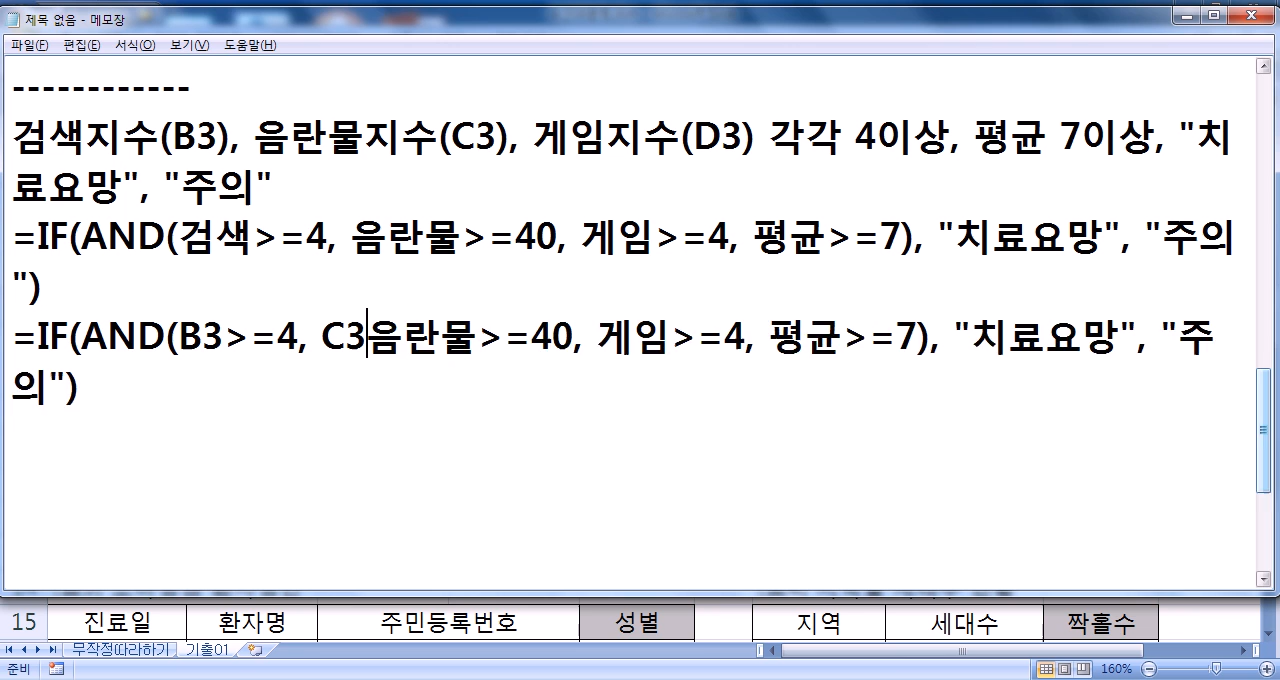 제목 없음 - 메모장
파일(F) 편집(E) 서식(O) 보기(V) 도움말(H)
------------
검색지수(B3), 음란물지수(C3), 게임지수(D3) 각각 4이상, 평균 7이상, "치
료요망", "주의"
=IF(AND(검색>=4, 음란물>=40, 게임>=4, 평균>=7), "치료요망", "주의
")
=IF(AND(B3>=4, C3음란물>=40, 게임>=4, 평균>=7), "치료요망", "주
의")
15 진료일 환자명 주민등록번호 성별 지역 세대수 짝홀수
무작정따라하기 기출01
준비 160%